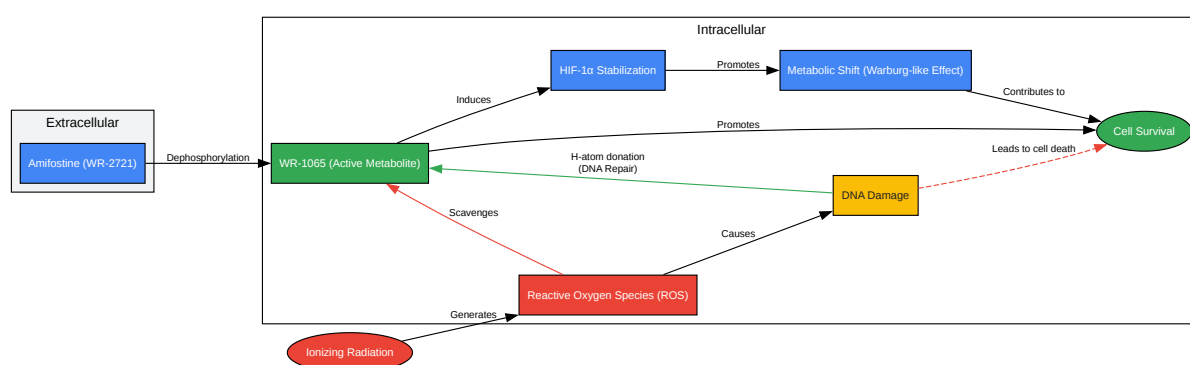 Intracellular
HIF-1α Stabilization
Promotes
Metabolic Shift (Warburg-like Effect)
Contributes to
Induces
Extracellular
Amifostine (WR-2721)
Dephosphorylation
WR-1065 (Active Metabolite)
Promotes
Cell Survival
H-atom donation
(DNA Repair)
Leads to cell death
DNA Damage
Scavenges
Causes
Reactive Oxygen Species (ROS)
Generates
Ionizing Radiation